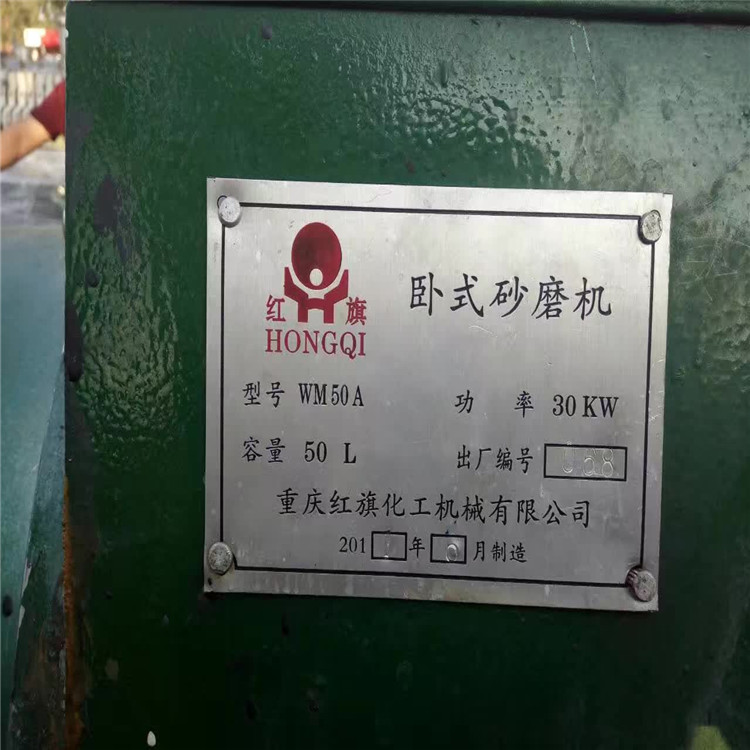 红旗
HONGQI
卧式砂磨机
型号 WM50A
功 率 30KW
容量 50 L
出厂编号
重庆红旗化工机械有限公司
201 年 月制造